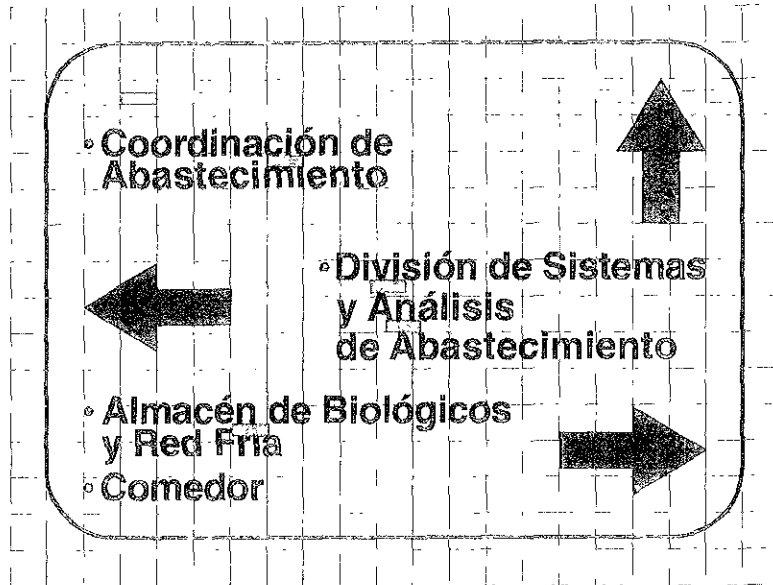 • Coordinación de
Abastecimiento
• División de Sistemas
y Análisis
de Abastecimiento
• Almacén de Biológicos
y Red Fría
• Comedor